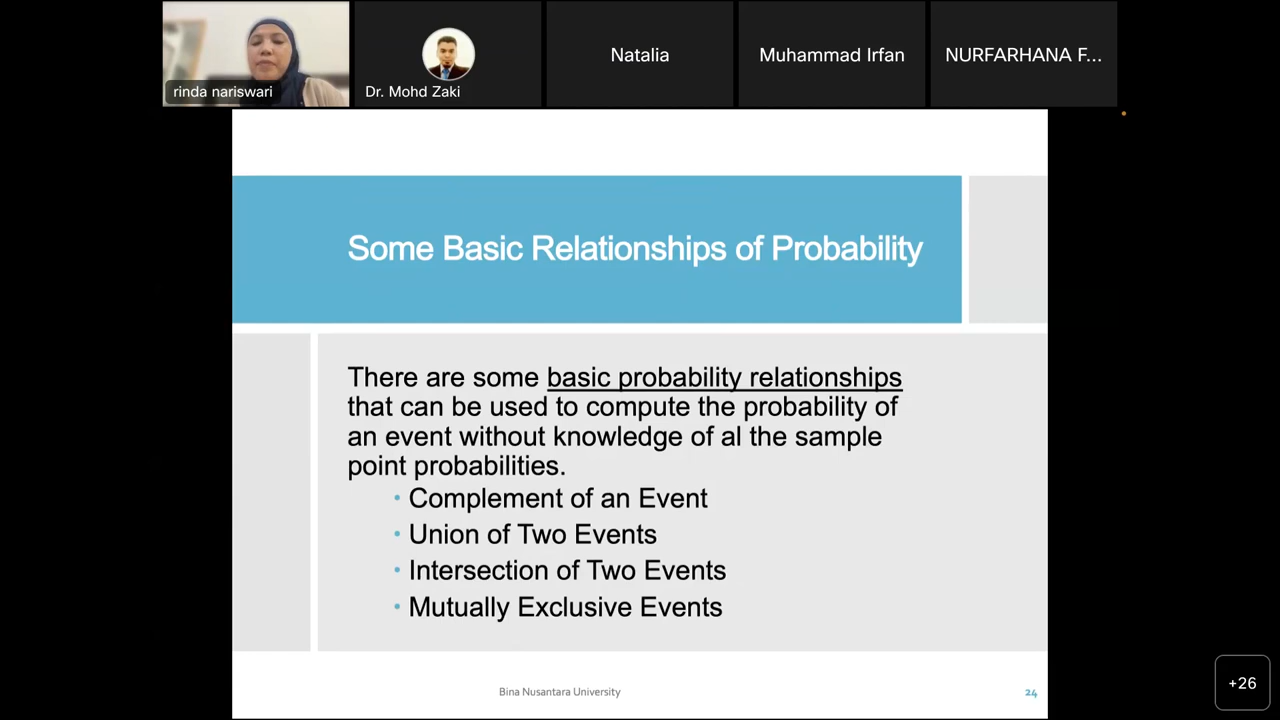 rinda nariswari
Dr. Mohd Zaki
Natalia
Muhammad Irfan
NURFARHANA F...
Some Basic Relationships of Probability
There are some basic probability relationships
that can be used to compute the probability of
an event without knowledge of al the sample
point probabilities.
• Complement of an Event
• Union of Two Events
• Intersection of Two Events
• Mutually Exclusive Events
Bina Nusantara University
24
+26